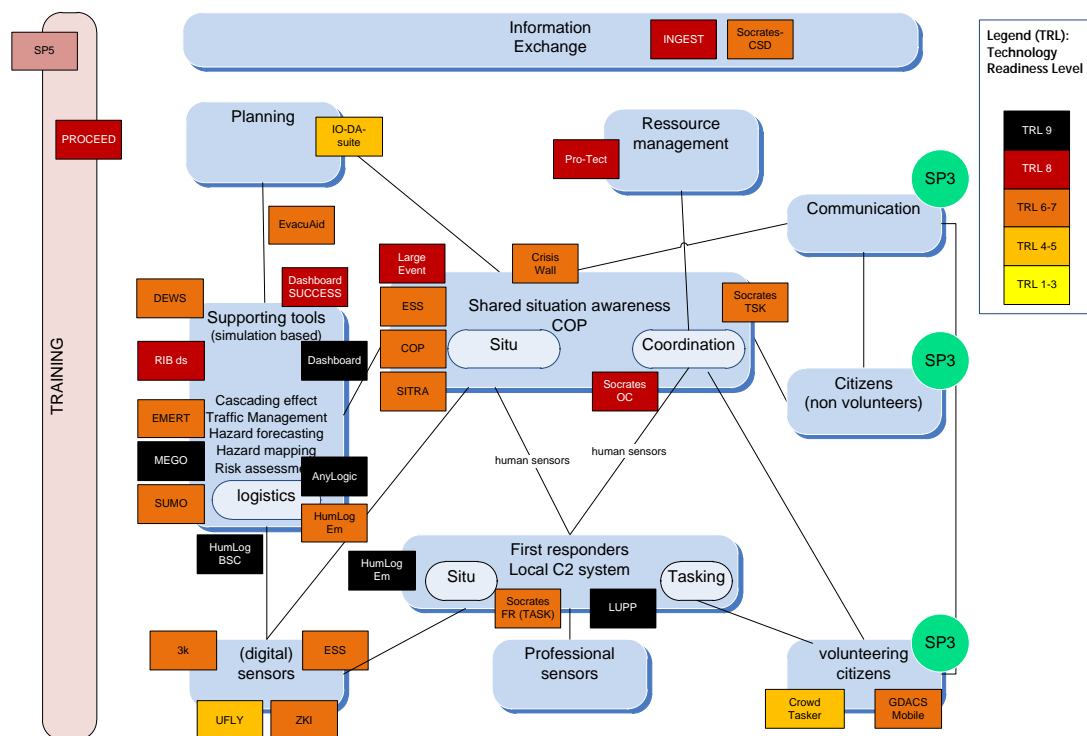 Information
Exchange
INGEST
Socrates-
CSD
Legend (TRL):
Technology
Readiness Level
TRL 9
TRL 8
TRL 6-7
TRL 4-5
TRL 1-3
SP5
PROCEED
TRAINING
Planning
IO-DA-
suite
Ressource
management
Pro-Tect
SP3
Communication
EvacuAid
Large
Event
Crisis
Wall
Dashboard
SUCCESS
DEWS
Supporting tools
(simulation based)
RIB ds
Dashboard
Cascading effect
Traffic Management
Hazard forecasting
Hazard mapping
Risk assessmen
EMERT
MEGO
SUMO
AnyLogic
logistics
HumLog
Em
HumLog
BSC
ESS
COP
SITRA
Shared situation awareness
COP
Situ
Coordination
Socrates
TSK
Socrates
OC
SP3
Citizens
(non volunteers)
human sensors
human sensors
First responders
Local C2 system
HumLog
Em
Situ
Tasking
Socrates
FR (TASK)
LUPP
3k
(digital)
sensors
ESS
UFLY
ZKI
Professional
sensors
SP3
volunteering
citizens
Crowd
Tasker
GDACS
Mobile